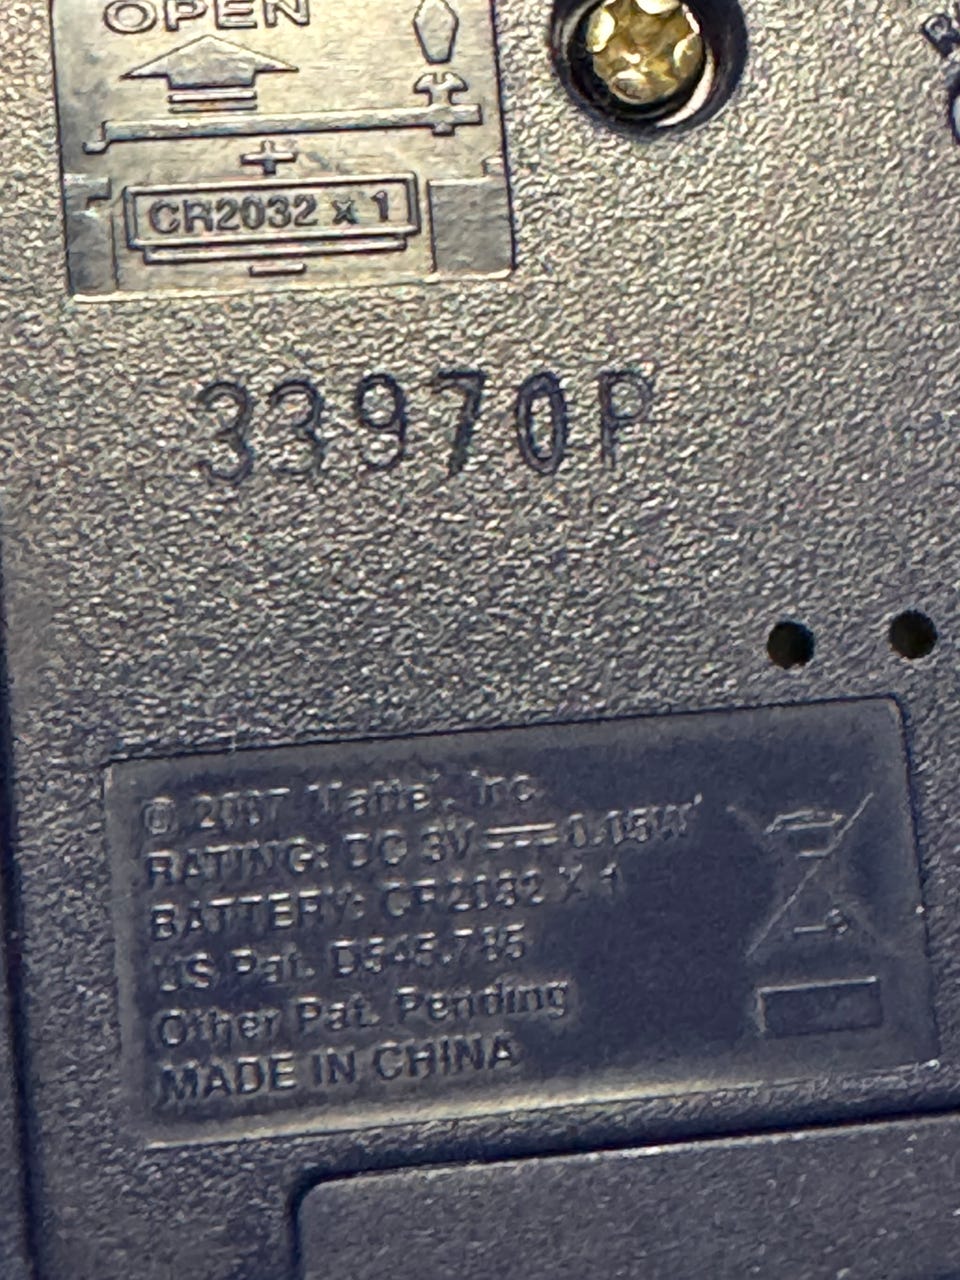 OPEN
+
CR2032 x 1
−
R
33970P
© 2007 Mattel, Inc.
RATING: DC 3V ⎓ 0.05W
BATTERY: CR2032 X 1
US Pat. D545,785
Other Pat. Pending
MADE IN CHINA